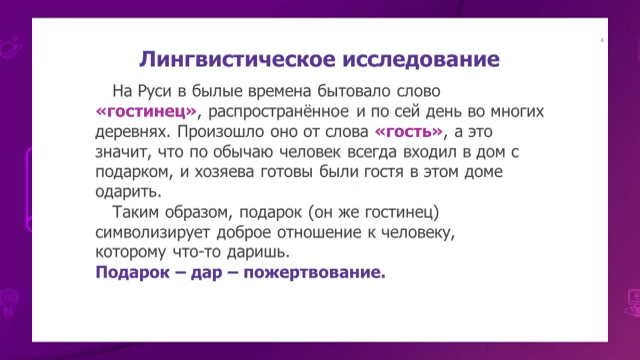 4
Лингвистическое исследование
На Руси в былые времена бытовало слово
«гостинец», распространённое и по сей день во многих
деревнях. Произошло оно от слова «гость», а это
значит, что по обычаю человек всегда входил в дом с
подарком, и хозяева готовы были гостя в этом доме
одарить.
Таким образом, подарок (он же гостинец)
символизирует доброе отношение к человеку,
которому что-то даришь.
Подарок – дар – пожертвование.